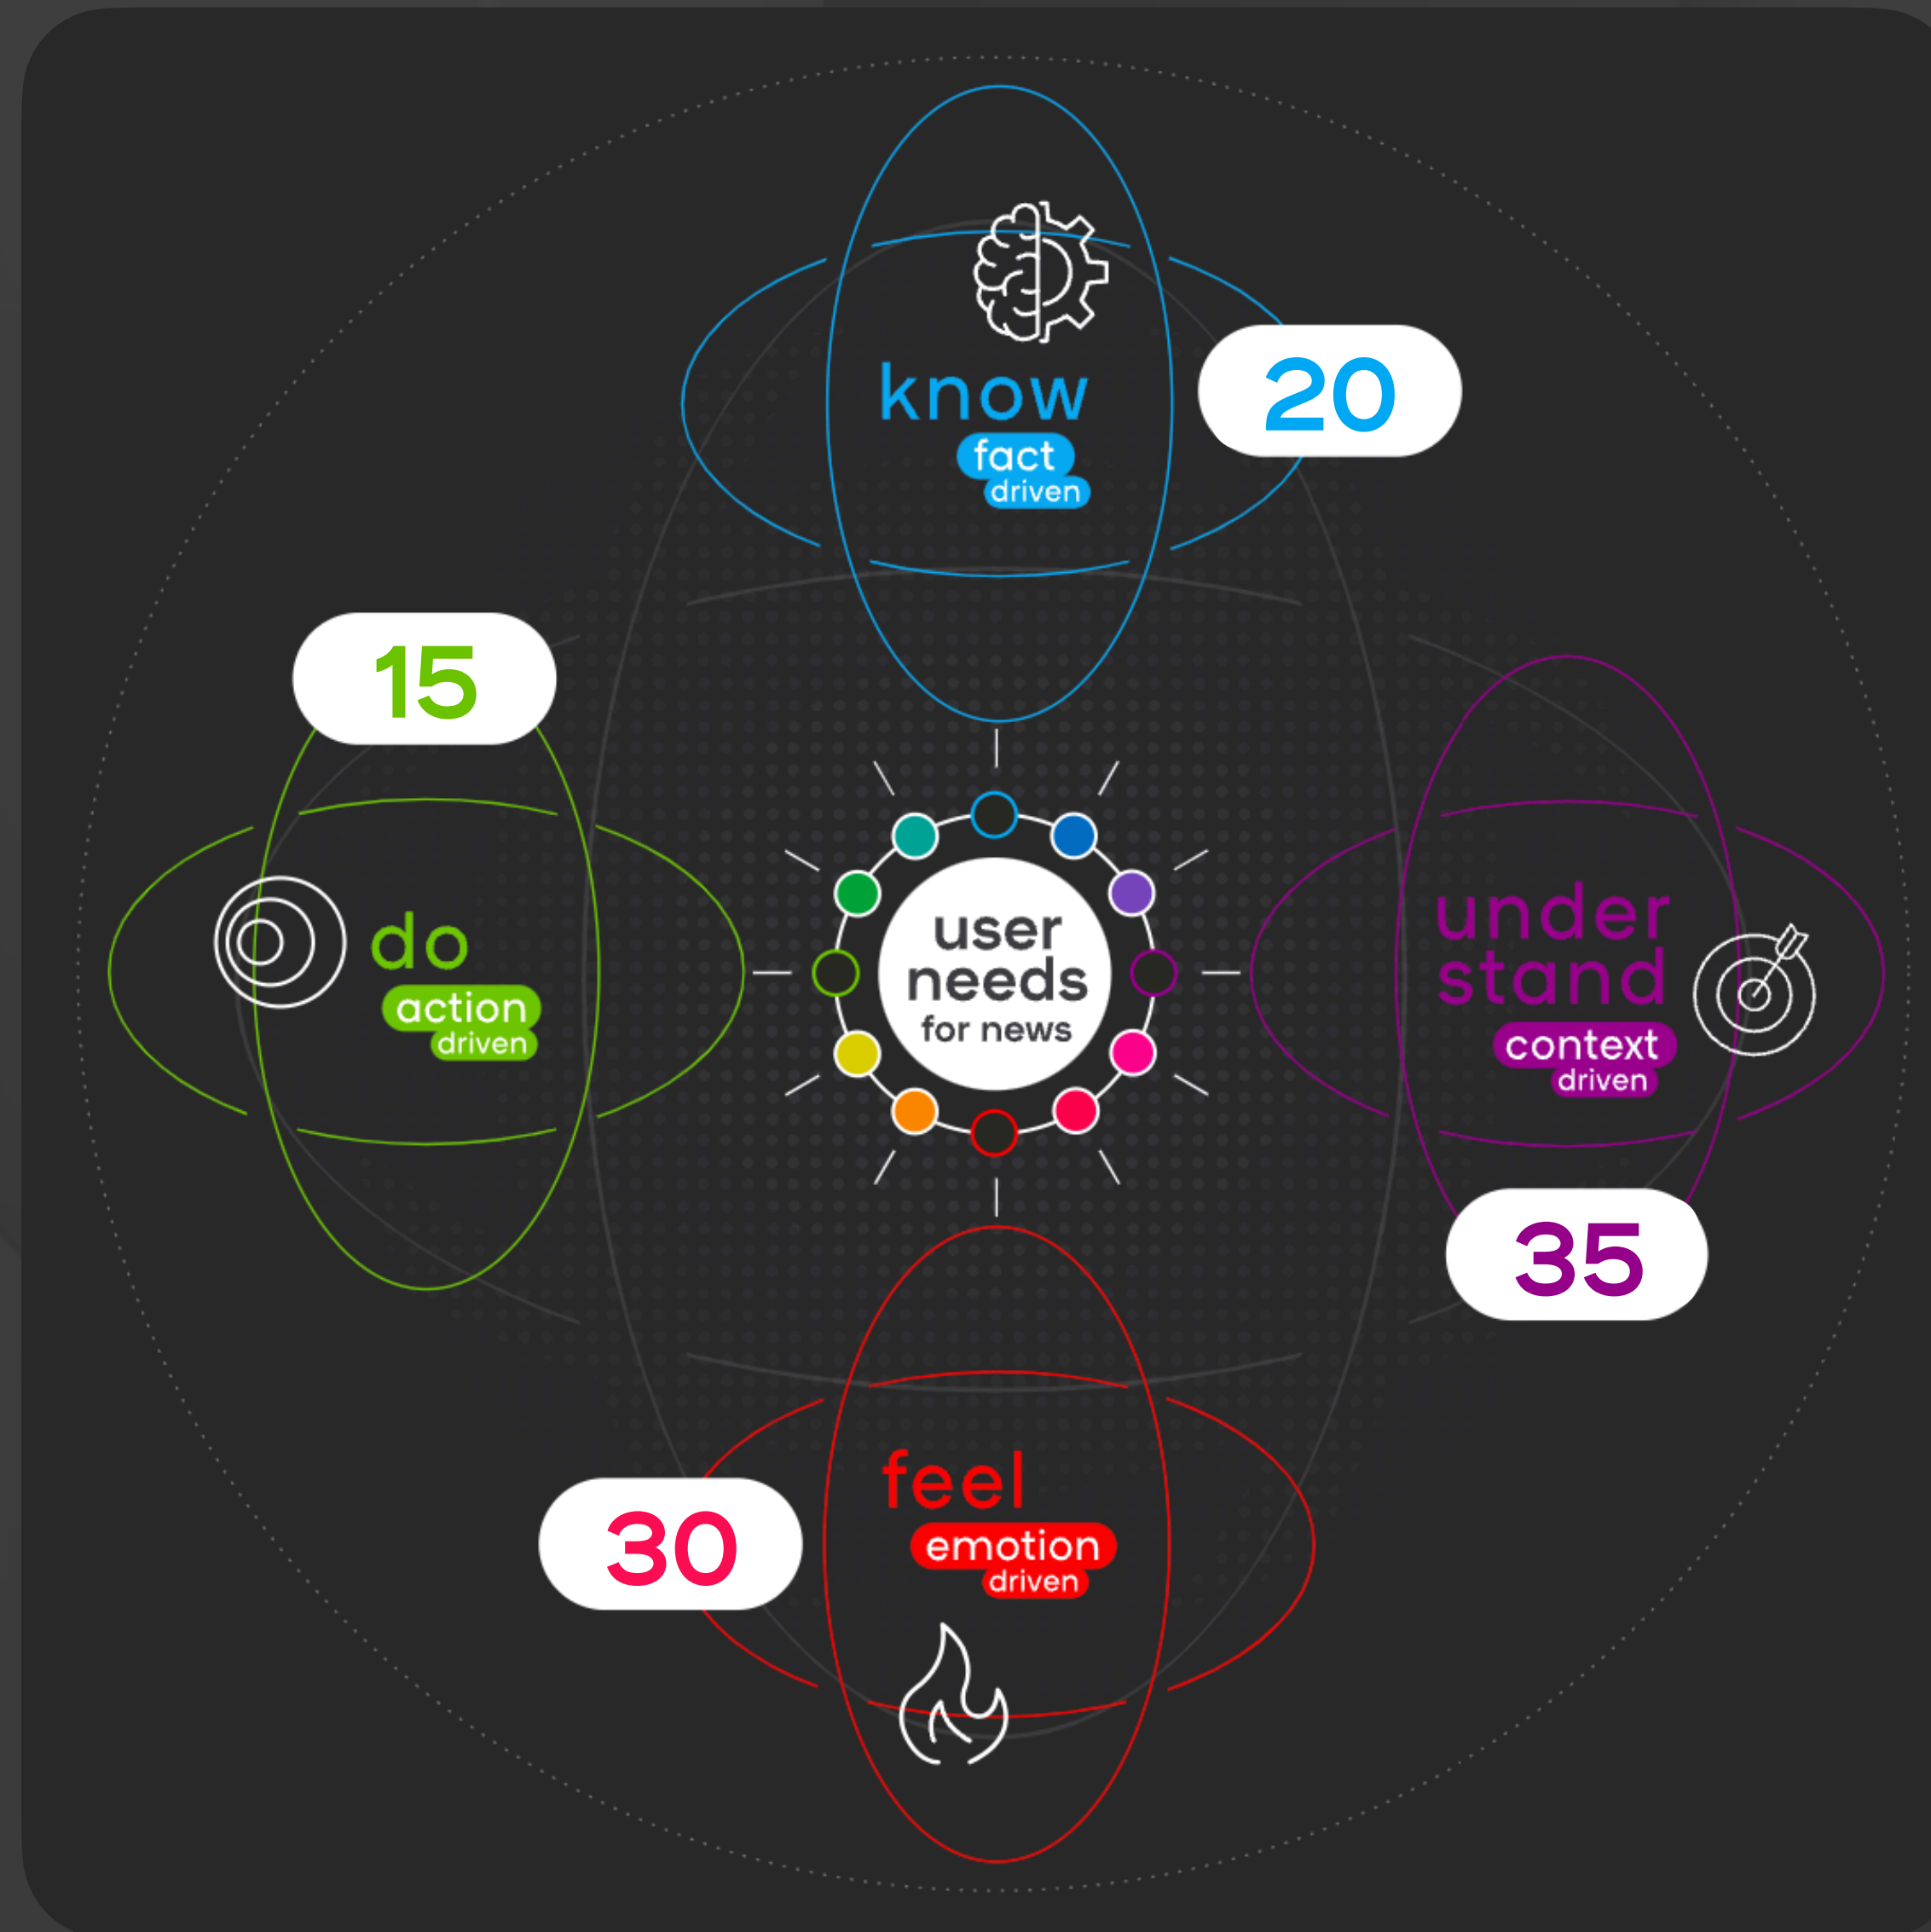 know
fact
driven
20
15
do
action
driven
user
needs
for news
under
stand
context
driven
35
feel
emotion
driven
30